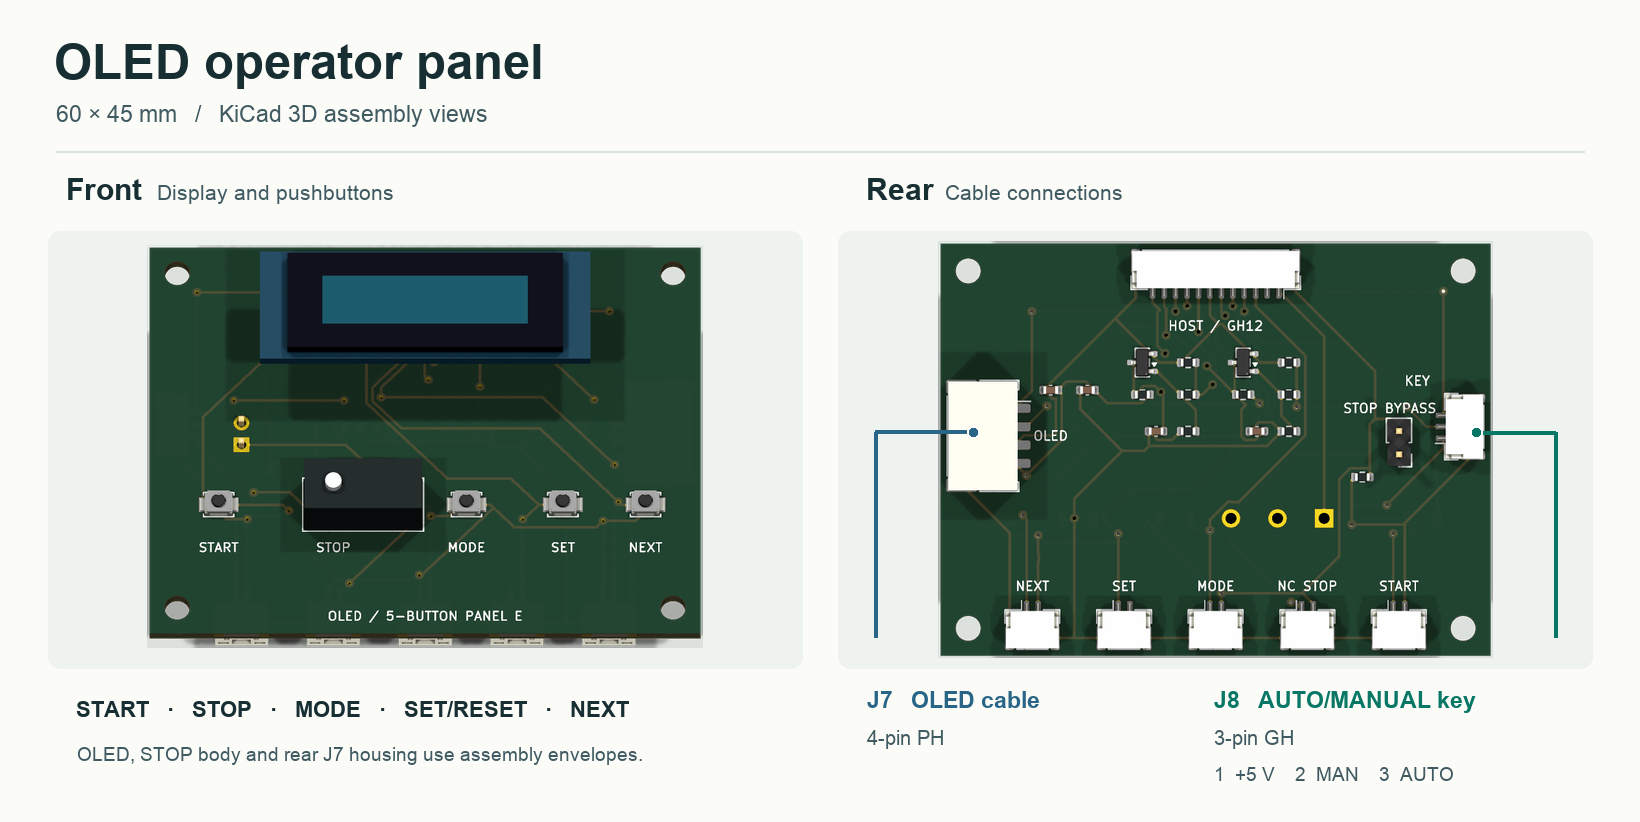 OLED operator panel
60 × 45 mm / KiCad 3D assembly views
Front Display and pushbuttons
START STOP MODE SET NEXT
OLED / 5-BUTTON PANEL E
START · STOP · MODE · SET/RESET · NEXT
OLED, STOP body and rear J7 housing use assembly envelopes.
Rear Cable connections
HOST / GH12
KEY
STOP BYPASS
OLED
NEXT SET MODE NC STOP START
J7 OLED cable
4-pin PH
J8 AUTO/MANUAL key
3-pin GH
1 +5 V 2 MAN 3 AUTO